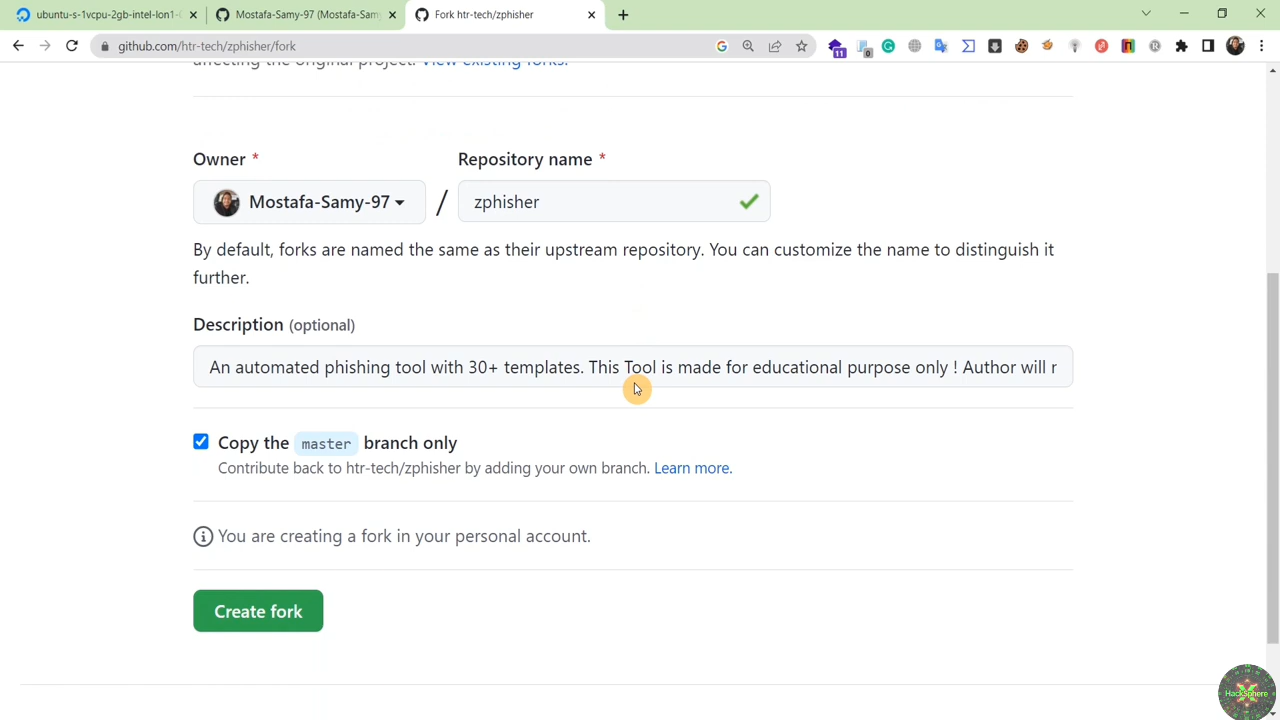 ubuntu-s-1vcpu-2gb-intel-lon1-
Mostafa-Samy-97 (Mostafa-Samy
Fork htr-tech/zphisher
github.com/htr-tech/zphisher/fork
11
0
affecting the original project. View existing forks.
Owner *
Repository name *
Mostafa-Samy-97
/
zphisher
By default, forks are named the same as their upstream repository. You can customize the name to distinguish it
further.
Description (optional)
An automated phishing tool with 30+ templates. This Tool is made for educational purpose only ! Author will r
Copy the master branch only
Contribute back to htr-tech/zphisher by adding your own branch. Learn more.
You are creating a fork in your personal account.
Create fork
HackSphere